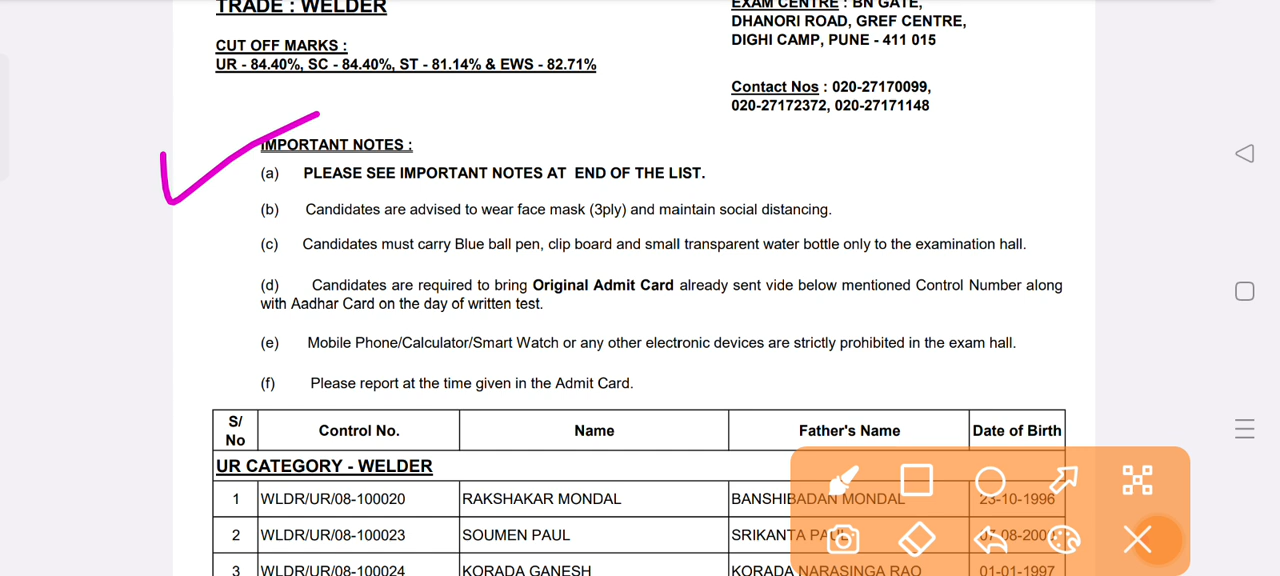 TRADE : WELDER
EXAM CENTRE : BN GATE,
DHANORI ROAD, GREF CENTRE,
DIGHI CAMP, PUNE - 411 015
CUT OFF MARKS :
UR - 84.40%, SC - 84.40%, ST - 81.14% & EWS - 82.71%
Contact Nos : 020-27170099,
020-27172372, 020-27171148
IMPORTANT NOTES :
(a) PLEASE SEE IMPORTANT NOTES AT END OF THE LIST.
(b) Candidates are advised to wear face mask (3ply) and maintain social distancing.
(c) Candidates must carry Blue ball pen, clip board and small transparent water bottle only to the examination hall.
(d) Candidates are required to bring Original Admit Card already sent vide below mentioned Control Number along
with Aadhar Card on the day of written test.
(e) Mobile Phone/Calculator/Smart Watch or any other electronic devices are strictly prohibited in the exam hall.
(f) Please report at the time given in the Admit Card.
S/
No Control No. Name Father's Name Date of Birth
UR CATEGORY - WELDER
1 WLDR/UR/08-100020 RAKSHAKAR MONDAL BANSHIBADAN MONDAL 23-10-1996
2 WLDR/UR/08-100023 SOUMEN PAUL SRIKANTA
3 WLDR/UR/08-100024 KORADA GANESH KORADA NARASINGA RAO 01-01-1997